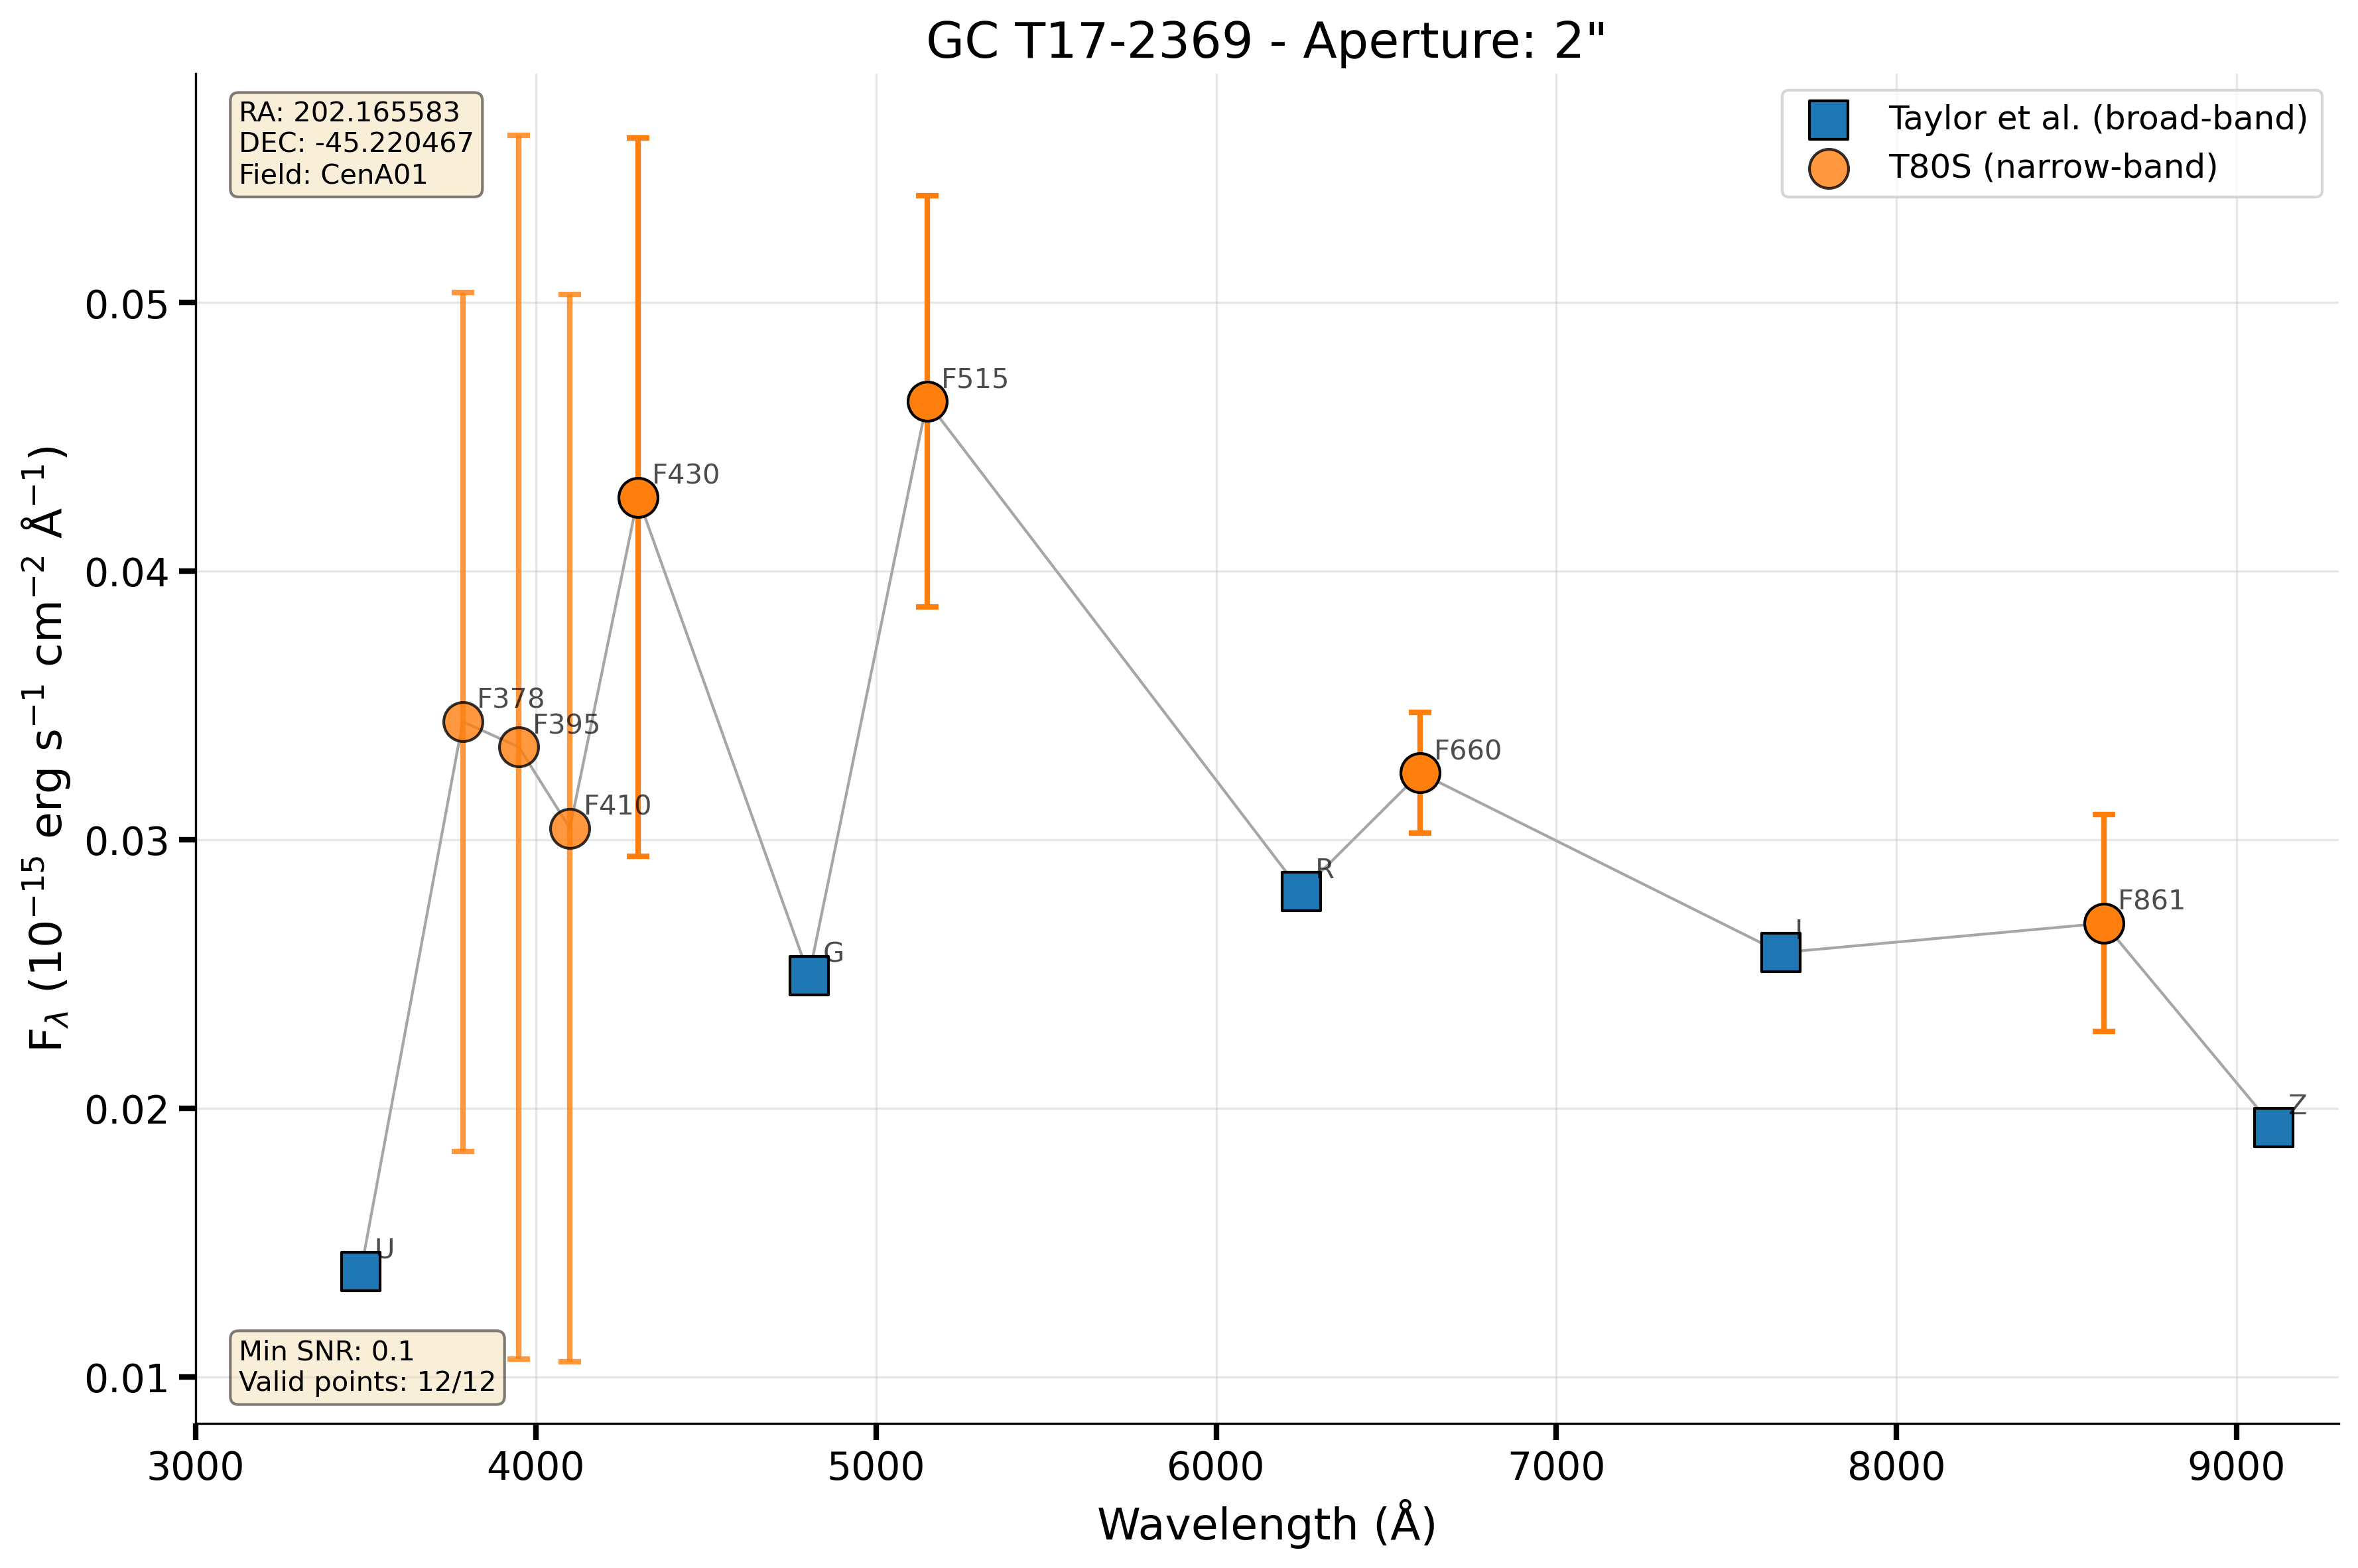 GC T17-2369 - Aperture: 2"
RA: 202.165583
DEC: -45.220467
Field: CenA01
Taylor et al. (broad-band)
T80S (narrow-band)
0.05
0.04
0.03
0.02
0.01
F_λ (10⁻¹⁵ erg s⁻¹ cm⁻² Å⁻¹)
F515
F430
F378
F395
F410
F660
R
F861
I
G
Z
U
Min SNR: 0.1
Valid points: 12/12
3000
4000
5000
6000
7000
8000
9000
Wavelength (Å)